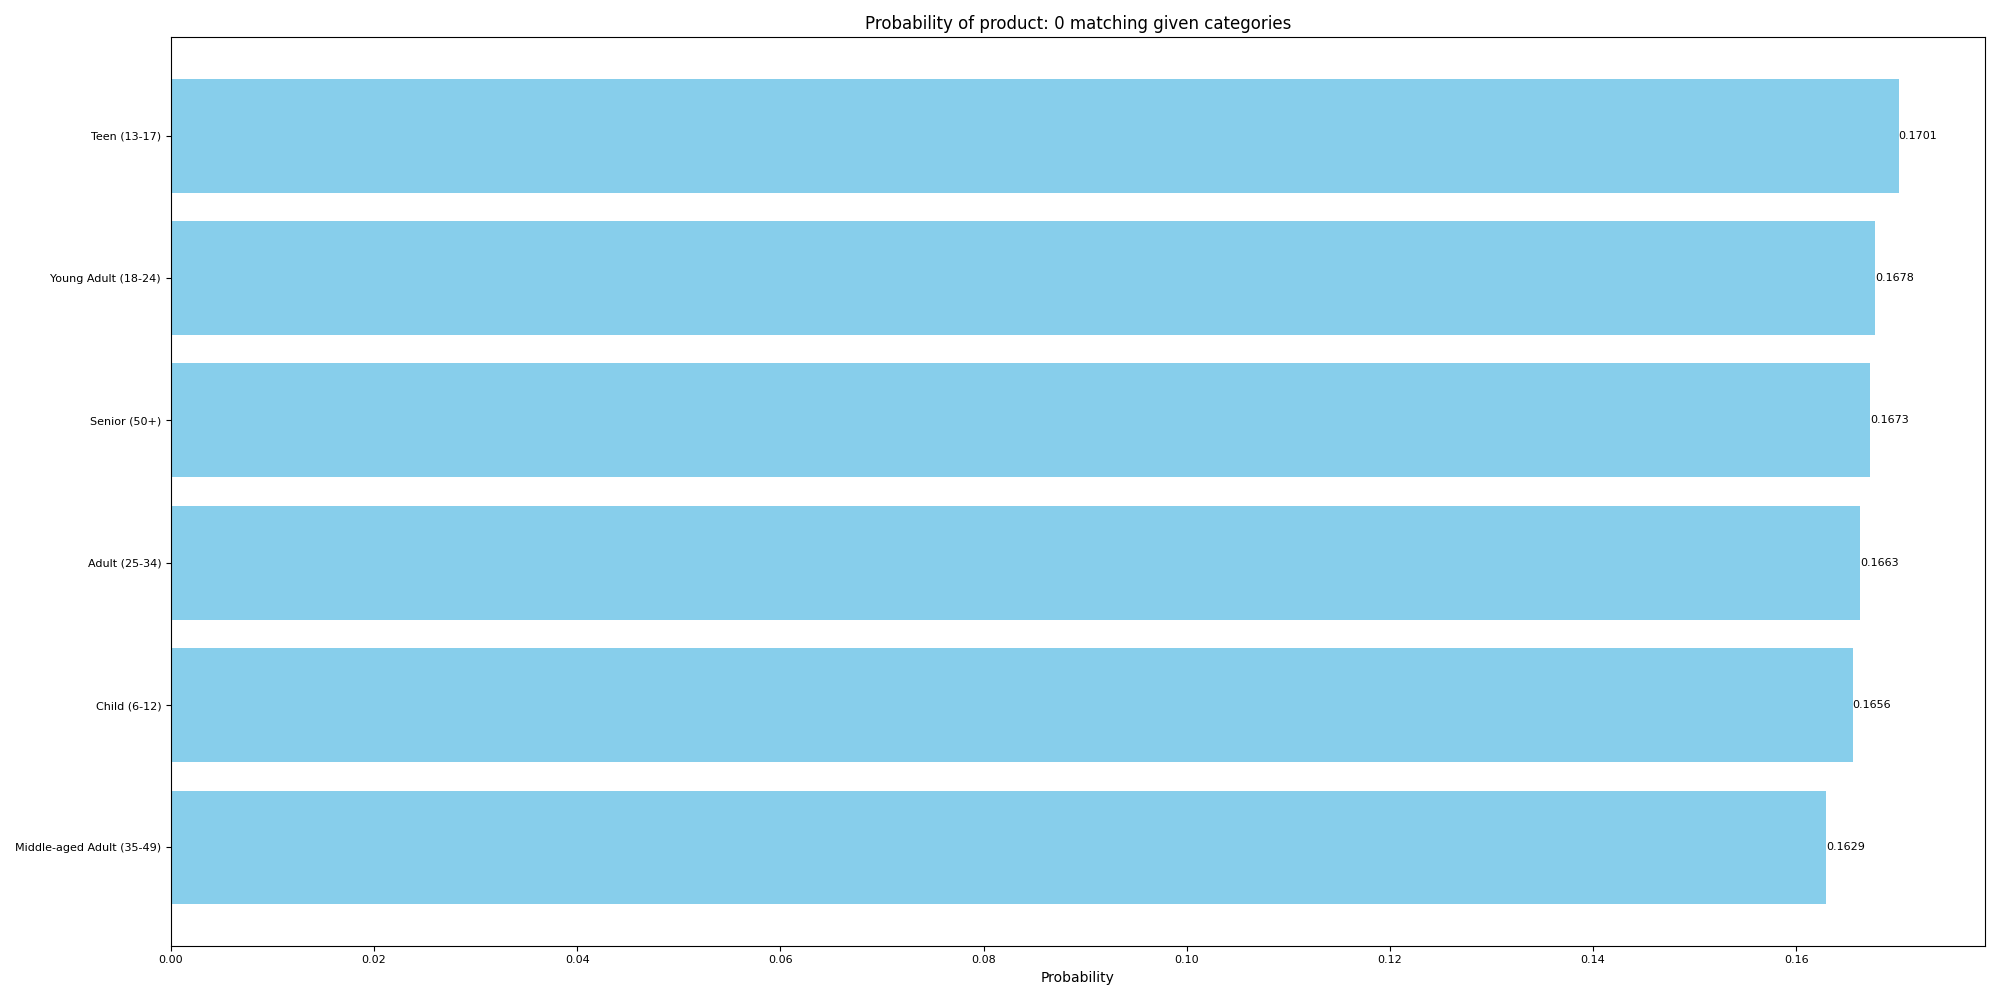 Probability of product: 0 matching given categories
Teen (13-17)
0.1701
Young Adult (18-24)
0.1678
Senior (50+)
0.1673
Adult (25-34)
0.1663
Child (6-12)
0.1656
Middle-aged Adult (35-49)
0.1629
0.00 0.02 0.04 0.06 0.08 0.10 0.12 0.14 0.16
Probability